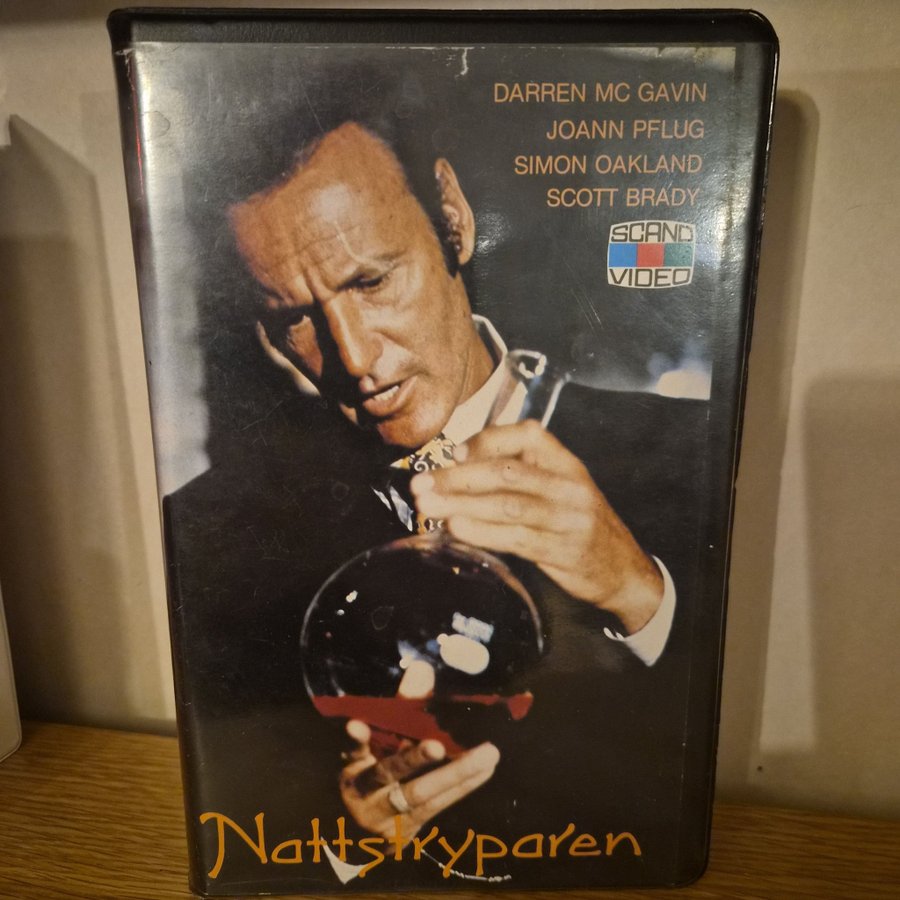 DARREN MC GAVIN
JOANN PFLUG
SIMON OAKLAND
SCOTT BRADY
SCAND
VIDEO
Nattstryparen